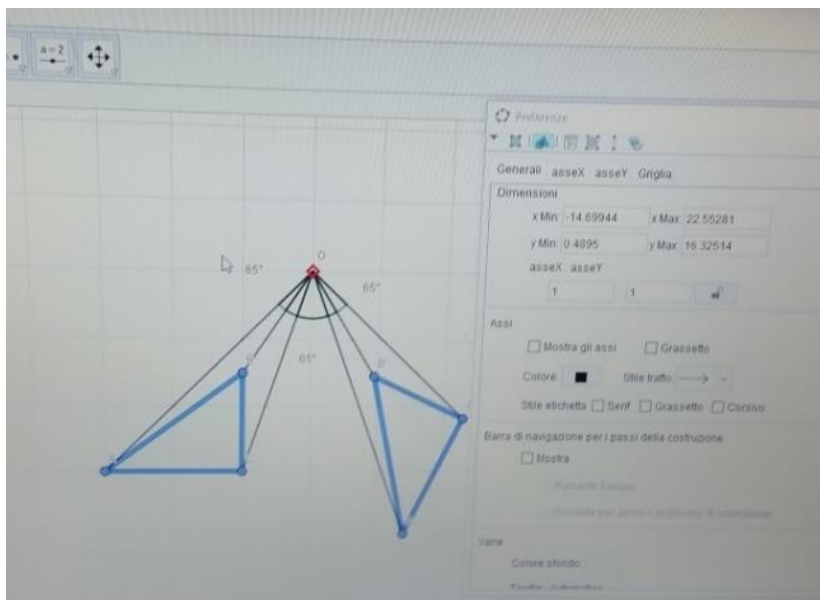 a = 2
O
65°
65°
65°
B'
Preferenze
Generali asseX asseY Griglia
Dimensioni
x Min: -14.69944 x Max: 22.55281
y Min: 0.4895 y Max: 16.32514
asseX : asseY
1 : 1
Assi
Mostra gli assi Grassetto
Colore: Stile tratto:
Stile etichetta Serif Grassetto Corsivo
Barra di navigazione per i passi della costruzione
Mostra
Varie
Colore sfondo: